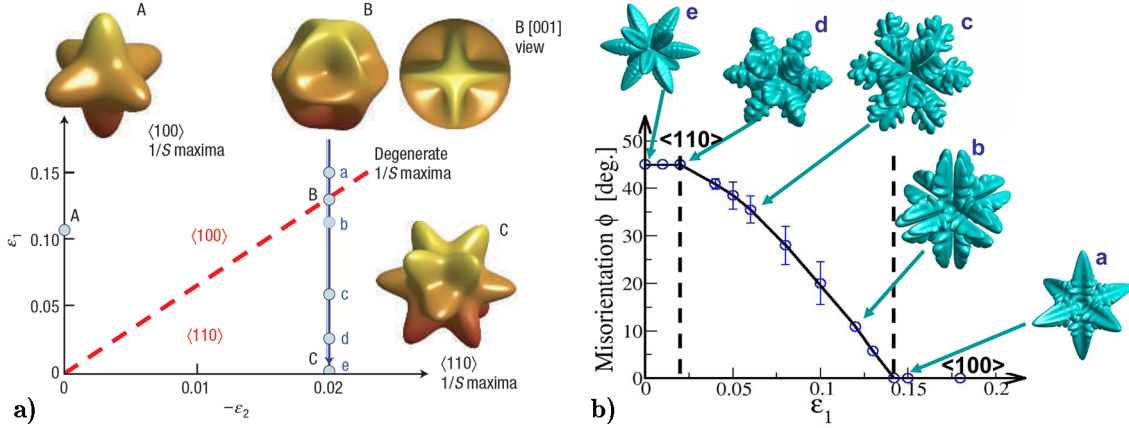 A
B
B [001]
view
⟨100⟩
1/S maxima
Degenerate
1/S maxima
0.15
a
B
A
b
ε₁
0.10
⟨100⟩
C
0.05
c
⟨110⟩
d
C
e
⟨110⟩
1/S maxima
0
0
0.01
0.02
−ε₂
a)
e
d
c
<110>
b
a
Misorientation ϕ [deg.]
50
40
30
20
10
0
<100>
0
0.05
0.1
0.15
0.2
ε₁
b)